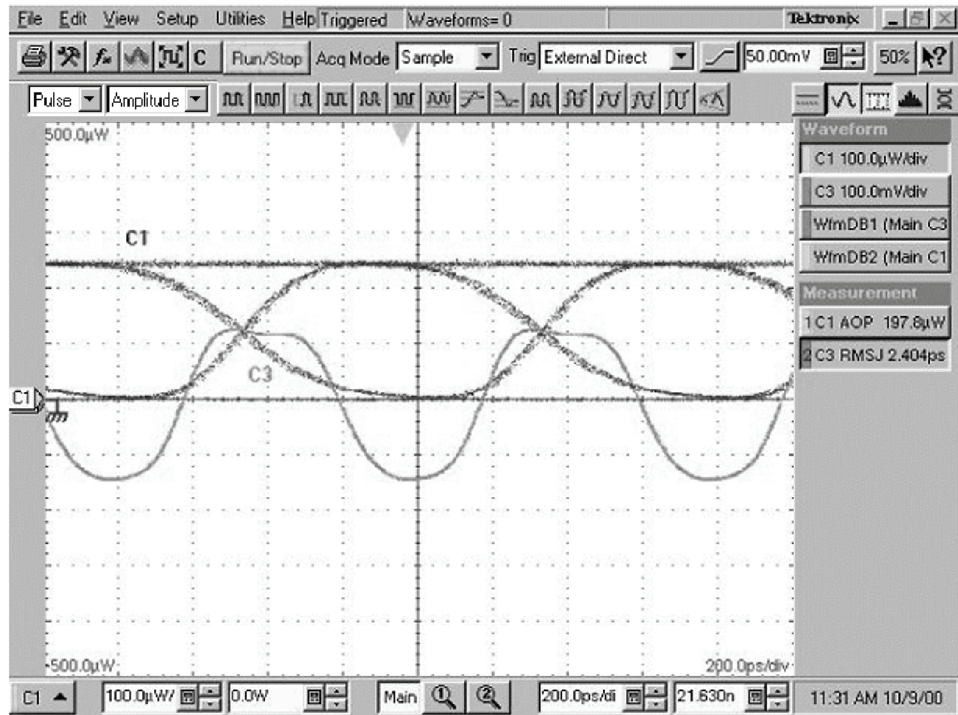 File Edit View Setup Utilities Help Triggered Waveforms= 0 Tektronix
C Run/Stop Acq Mode Sample Trig External Direct 50.00mV 50% ?
Pulse Amplitude
500.0µW
C1
C3
C1
-500.0µW
200.0ps/div
Waveform
C1 100.0µW/div
C3 100.0mV/div
WfmDB1 (Main C3
WfmDB2 (Main C1
Measurement
1 C1 AOP 197.8µW
2 C3 RMSJ 2.404ps
C1 100.0µW/ 0.0W Main 1 2 200.0ps/di 21.630n 11:31 AM 10/9/00